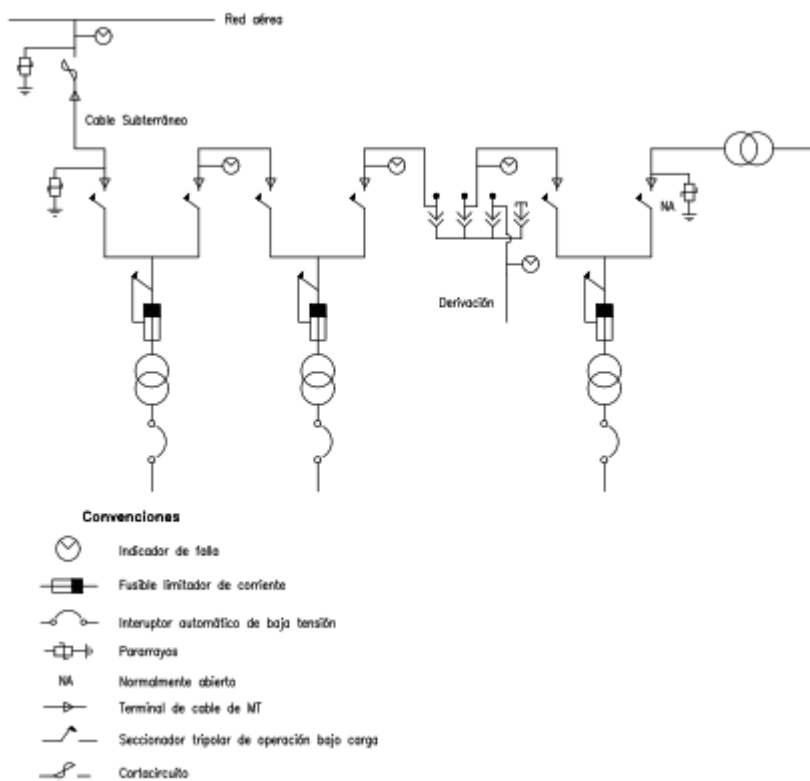 Red aérea
Cable Subterráneo
NA
Derivación
Convenciones
Indicador de falla
Fusible limitador de corriente
Interuptor automático de baja tensión
Pararrayos
NA Normalmente abierto
Terminal de cable de MT
Seccionador tripolar de operación bajo carga
Cortacircuito